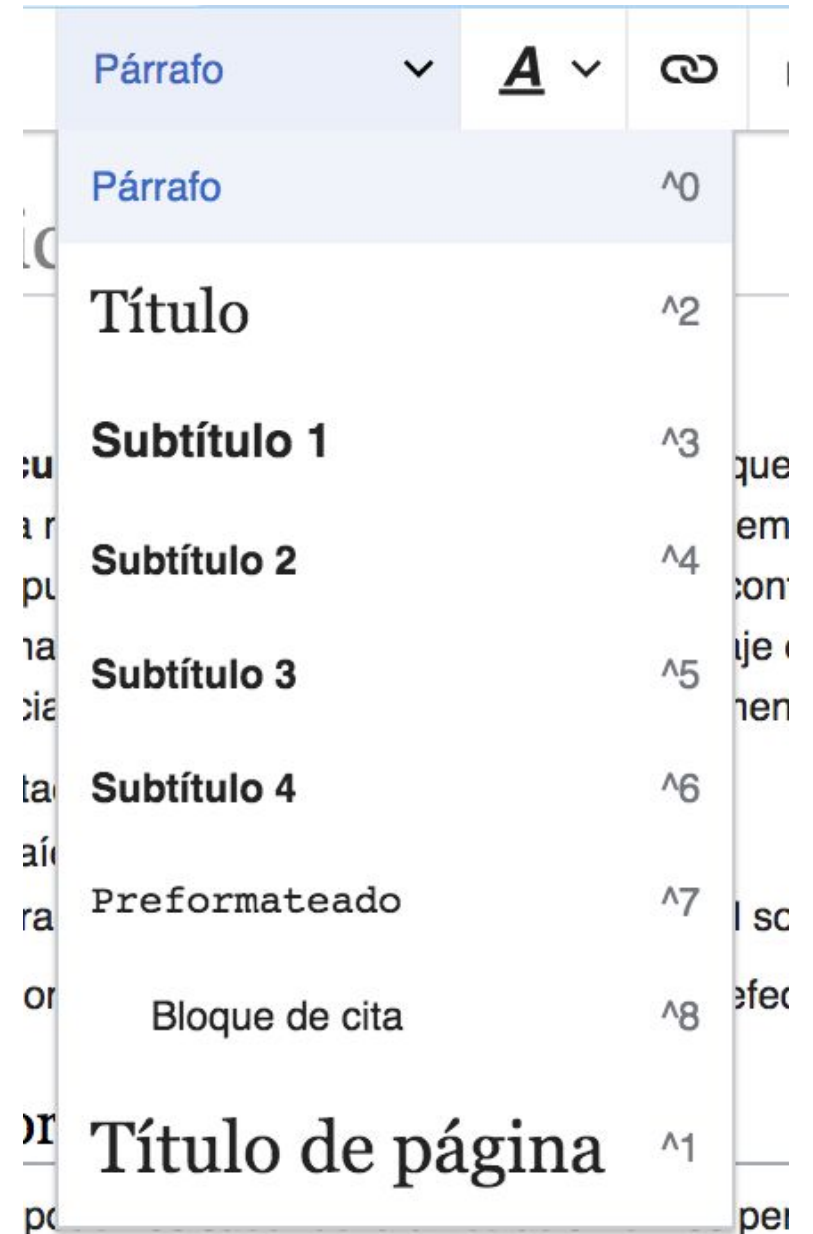 Párrafo
A
Párrafo ^0
Título ^2
Subtítulo 1 ^3
Subtítulo 2 ^4
Subtítulo 3 ^5
Subtítulo 4 ^6
Preformateado ^7
Bloque de cita ^8
Título de página ^1